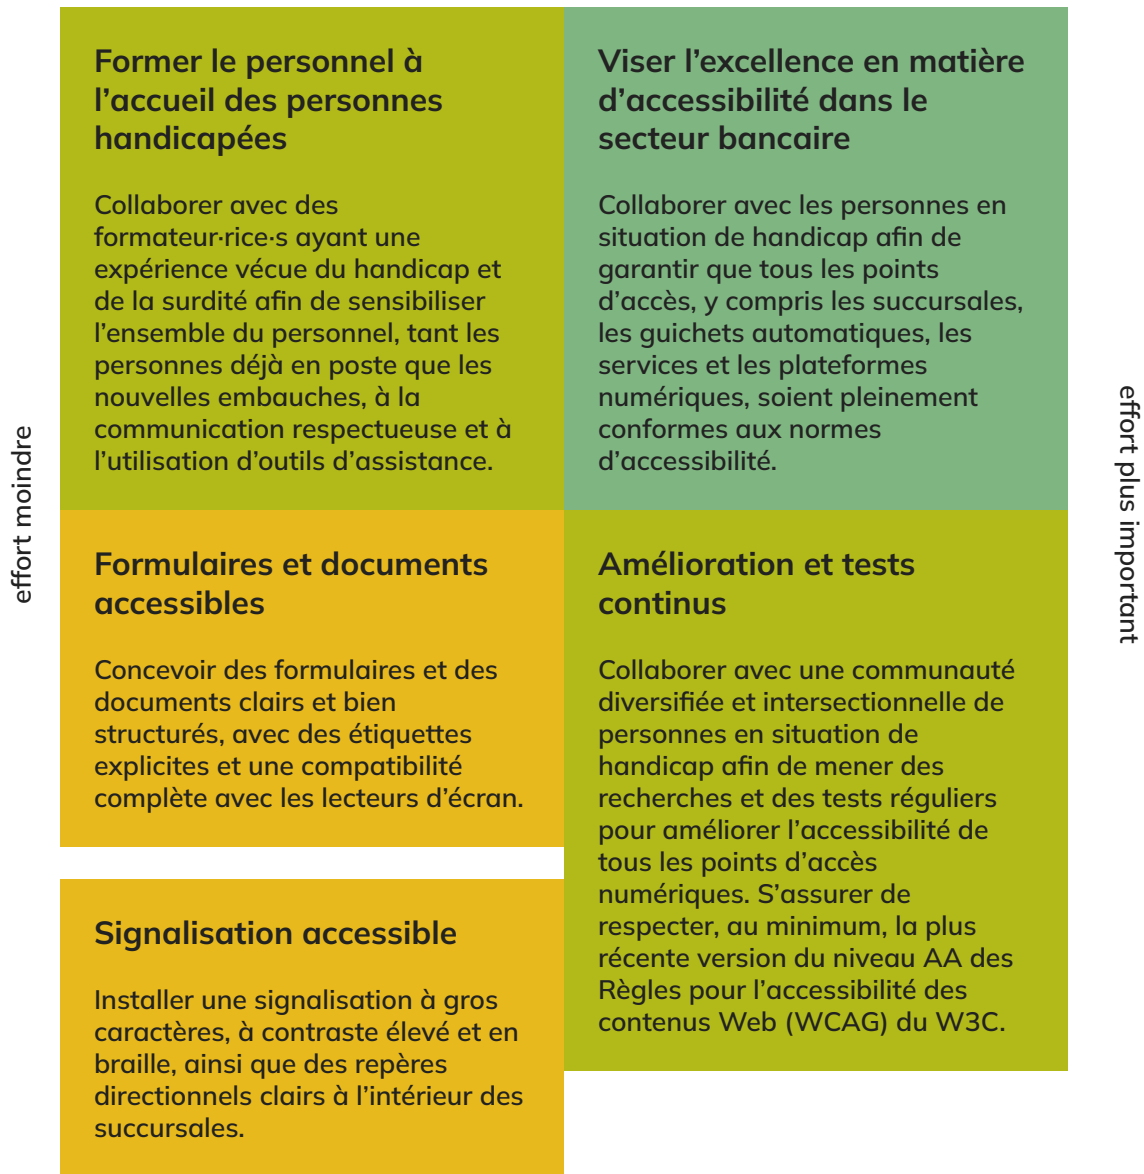 effort moindre
Former le personnel à
l’accueil des personnes
handicapées
Collaborer avec des
formateur·rice·s ayant une
expérience vécue du handicap et
de la surdité afin de sensibiliser
l’ensemble du personnel, tant les
personnes déjà en poste que les
nouvelles embauches, à la
communication respectueuse et à
l’utilisation d’outils d’assistance.
Viser l’excellence en matière
d’accessibilité dans le
secteur bancaire
Collaborer avec les personnes en
situation de handicap afin de
garantir que tous les points
d’accès, y compris les succursales,
les guichets automatiques, les
services et les plateformes
numériques, soient pleinement
conformes aux normes
d’accessibilité.
Formulaires et documents
accessibles
Concevoir des formulaires et des
documents clairs et bien
structurés, avec des étiquettes
explicites et une compatibilité
complète avec les lecteurs d’écran.
Signalisation accessible
Installer une signalisation à gros
caractères, à contraste élevé et en
braille, ainsi que des repères
directionnels clairs à l’intérieur des
succursales.
Amélioration et tests
continus
Collaborer avec une communauté
diversifiée et intersectionnelle de
personnes en situation de
handicap afin de mener des
recherches et des tests réguliers
pour améliorer l’accessibilité de
tous les points d’accès
numériques. S’assurer de
respecter, au minimum, la plus
récente version du niveau AA des
Règles pour l’accessibilité des
contenus Web (WCAG) du W3C.
effort plus important